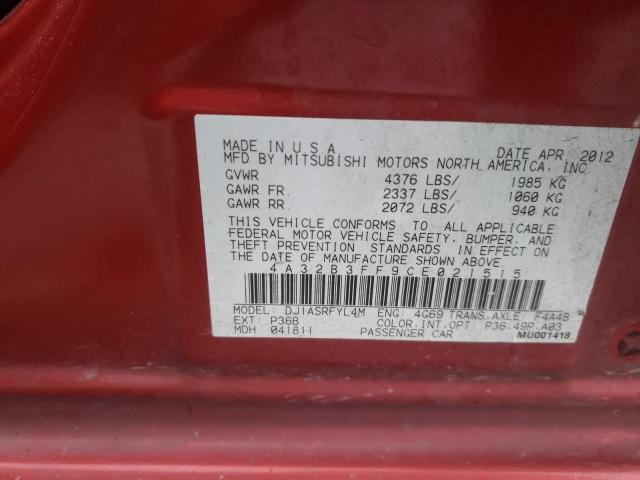 MADE IN U.S.A. DATE APR, 2012
MFD BY MITSUBISHI MOTORS NORTH AMERICA, INC
GVWR 4376 LBS/ 1985 KG
GAWR FR. 2337 LBS/ 1060 KG
GAWR RR. 2072 LBS/ 940 KG
THIS VEHICLE CONFORMS TO ALL APPLICABLE
FEDERAL MOTOR VEHICLE SAFETY, BUMPER, AND
THEFT PREVENTION STANDARDS IN EFFECT ON
THE DATE OF MANUFACTURE SHOWN ABOVE
4A32B3FF9CE021515
MODEL: DJ1ASRFYL4M ENG: 4G69 TRANS.AXLE: F4A4B
EXT: P36B COLOR.INT.OPT P36.49P.A03
MDH 041811 PASSENGER CAR MU001418